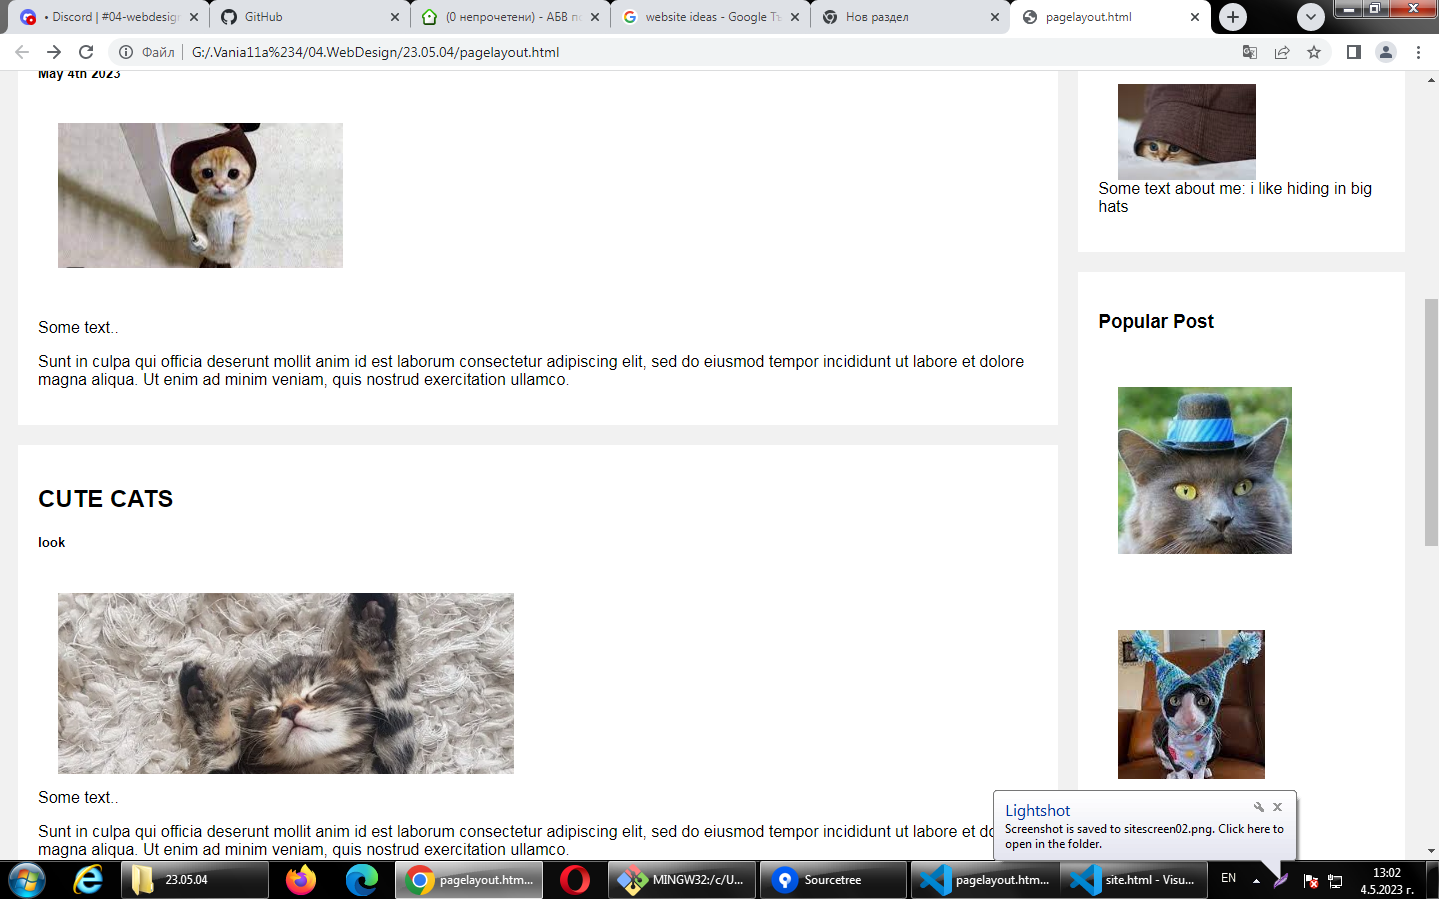 • Discord | #04-webdesign
GitHub
(0 непрочетени) - АБВ по
website ideas - Google Тъ
Нов раздел
pagelayout.html
Файл
G:/.Vania11a%234/04.WebDesign/23.05.04/pagelayout.html
May 4th 2023
Some text..
Sunt in culpa qui officia deserunt mollit anim id est laborum consectetur adipiscing elit, sed do eiusmod tempor incididunt ut labore et dolore
magna aliqua. Ut enim ad minim veniam, quis nostrud exercitation ullamco.
CUTE CATS
look
Some text..
Sunt in culpa qui officia deserunt mollit anim id est laborum consectetur adipiscing elit, sed do eiusmod tempor incididunt ut labore et do
magna aliqua. Ut enim ad minim veniam, quis nostrud exercitation ullamco.
Some text about me: i like hiding in big
hats
Popular Post
Lightshot
Screenshot is saved to sitescreen02.png. Click here to
open in the folder.
23.05.04
pagelayout.htm...
MINGW32:/c/U...
Sourcetree
pagelayout.htm...
site.html - Visu...
EN
13:02
4.5.2023 г.